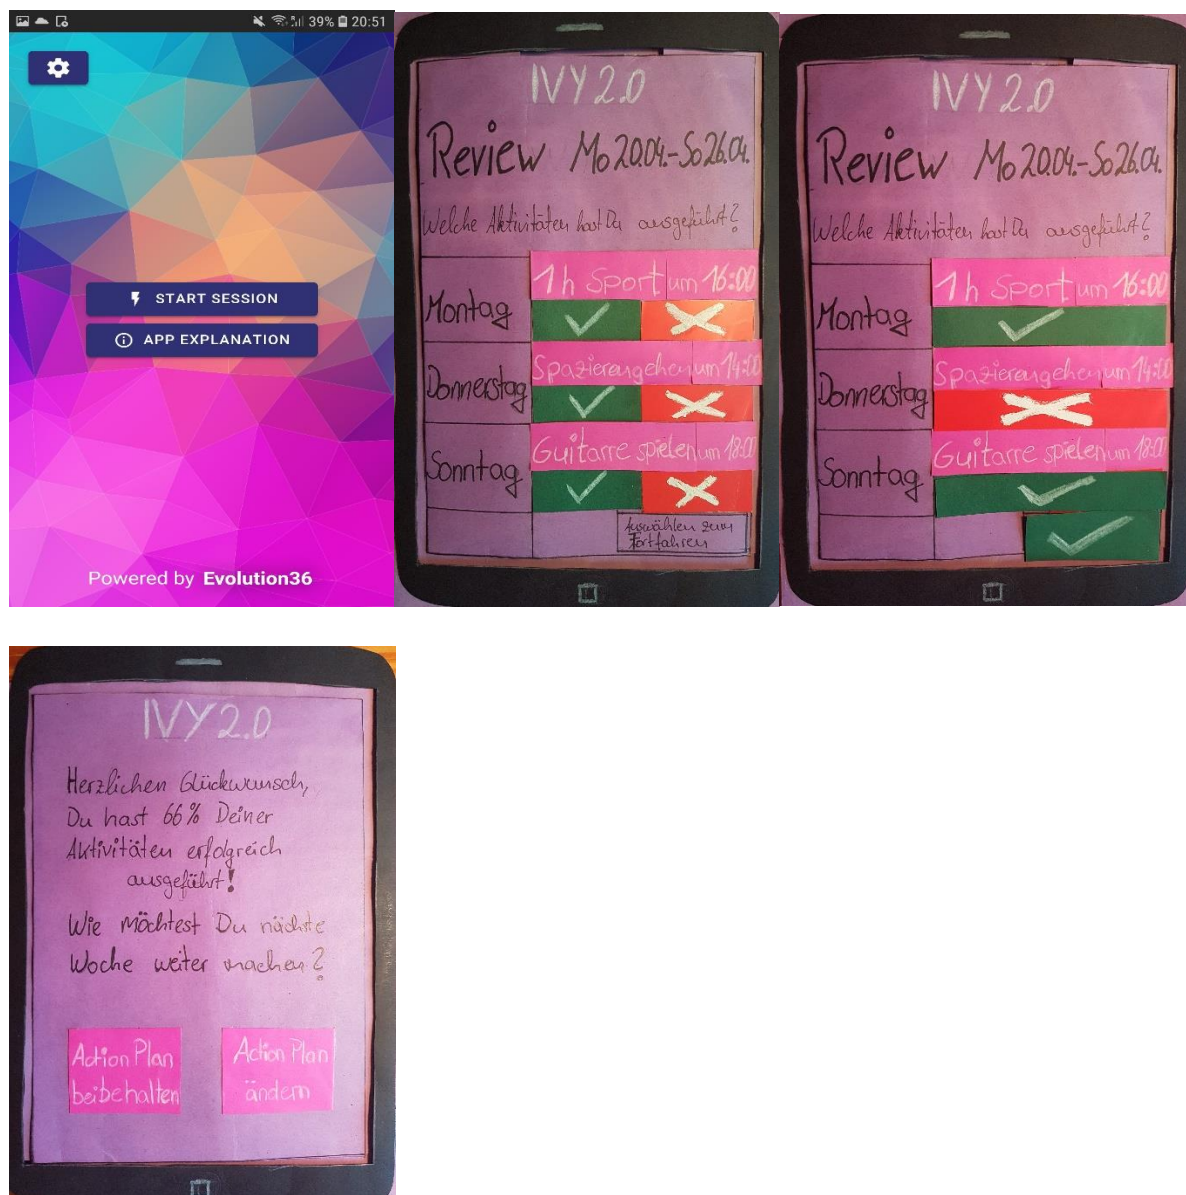 39% 20:51
START SESSION
APP EXPLANATION
Powered by Evolution36
IVY 2.0
Review Mo 20.04.-So 26.04.
Welche Aktivitäten hast Du ausgeführt?
Montag
1h Sport um 16:00
Donnerstag
Spazierengehen um 14:00
Sonntag
Guitarre spielen um 18:00
Auswählen zum
Fortfahren
IVY 2.0
Review Mo 20.04.-So 26.04.
Welche Aktivitäten hast Du ausgeführt?
Montag
1h Sport um 16:00
Donnerstag
Spazierengehen um 14:00
Sonntag
Guitarre spielen um 18:00
IVY 2.0
Herzlichen Glückwunsch,
Du hast 66% Deiner
Aktivitäten erfolgreich
ausgeführt!
Wie möchtest Du nächste
Woche weiter machen?
Action Plan
beibehalten
Action Plan
ändern